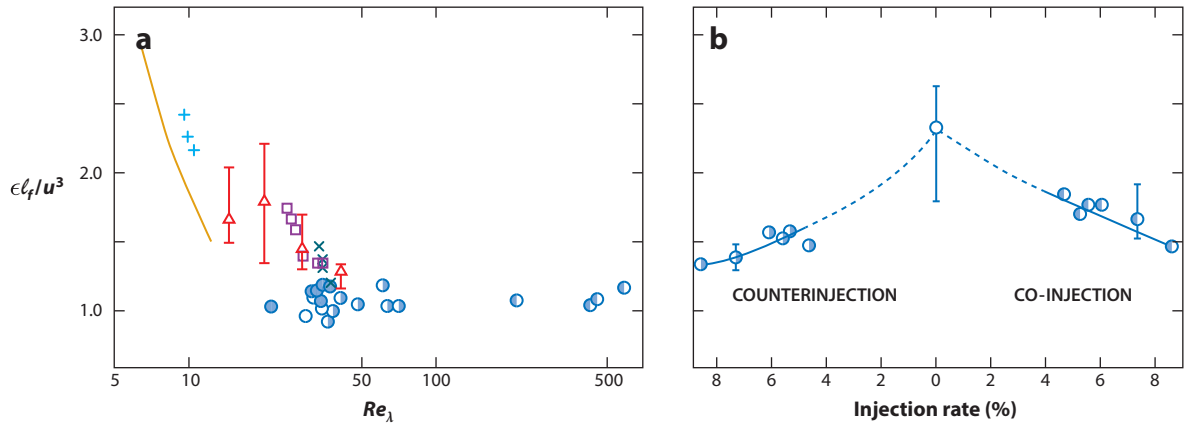 a
3.0
2.0
1.0
ϵℓf/u³
5 10 50 100 500
Reλ
b
COUNTERINJECTION CO-INJECTION
8 6 4 2 0 2 4 6 8
Injection rate (%)